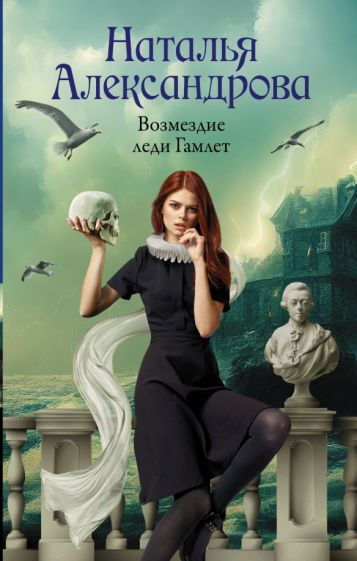 Наталья
Александрова
Возмездие
леди Гамлет